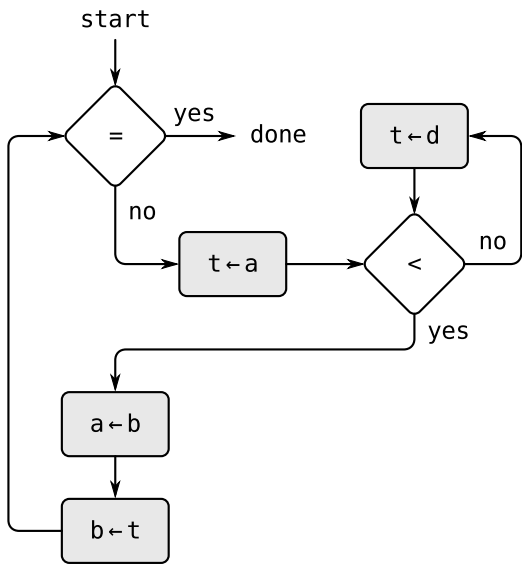 start
=
yes
done
t←d
no
t←a
<
no
yes
a←b
b←t